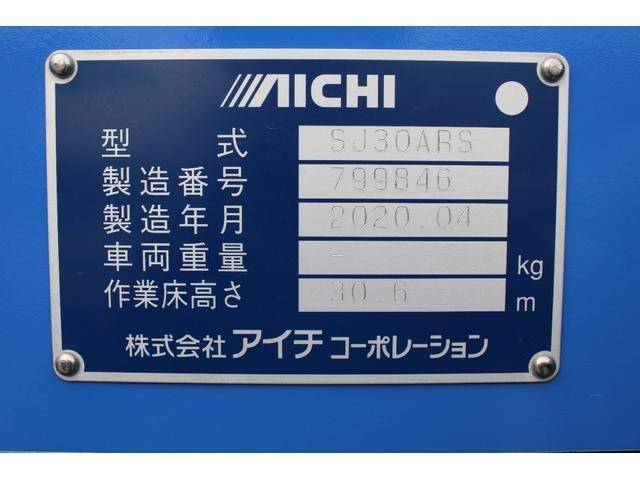 AICHI
型式 SJ30ARS
製造番号 799846
製造年月 2020.04
車両重量 - kg
作業床高さ 30.6 m
株式会社 アイチ コーポレーション